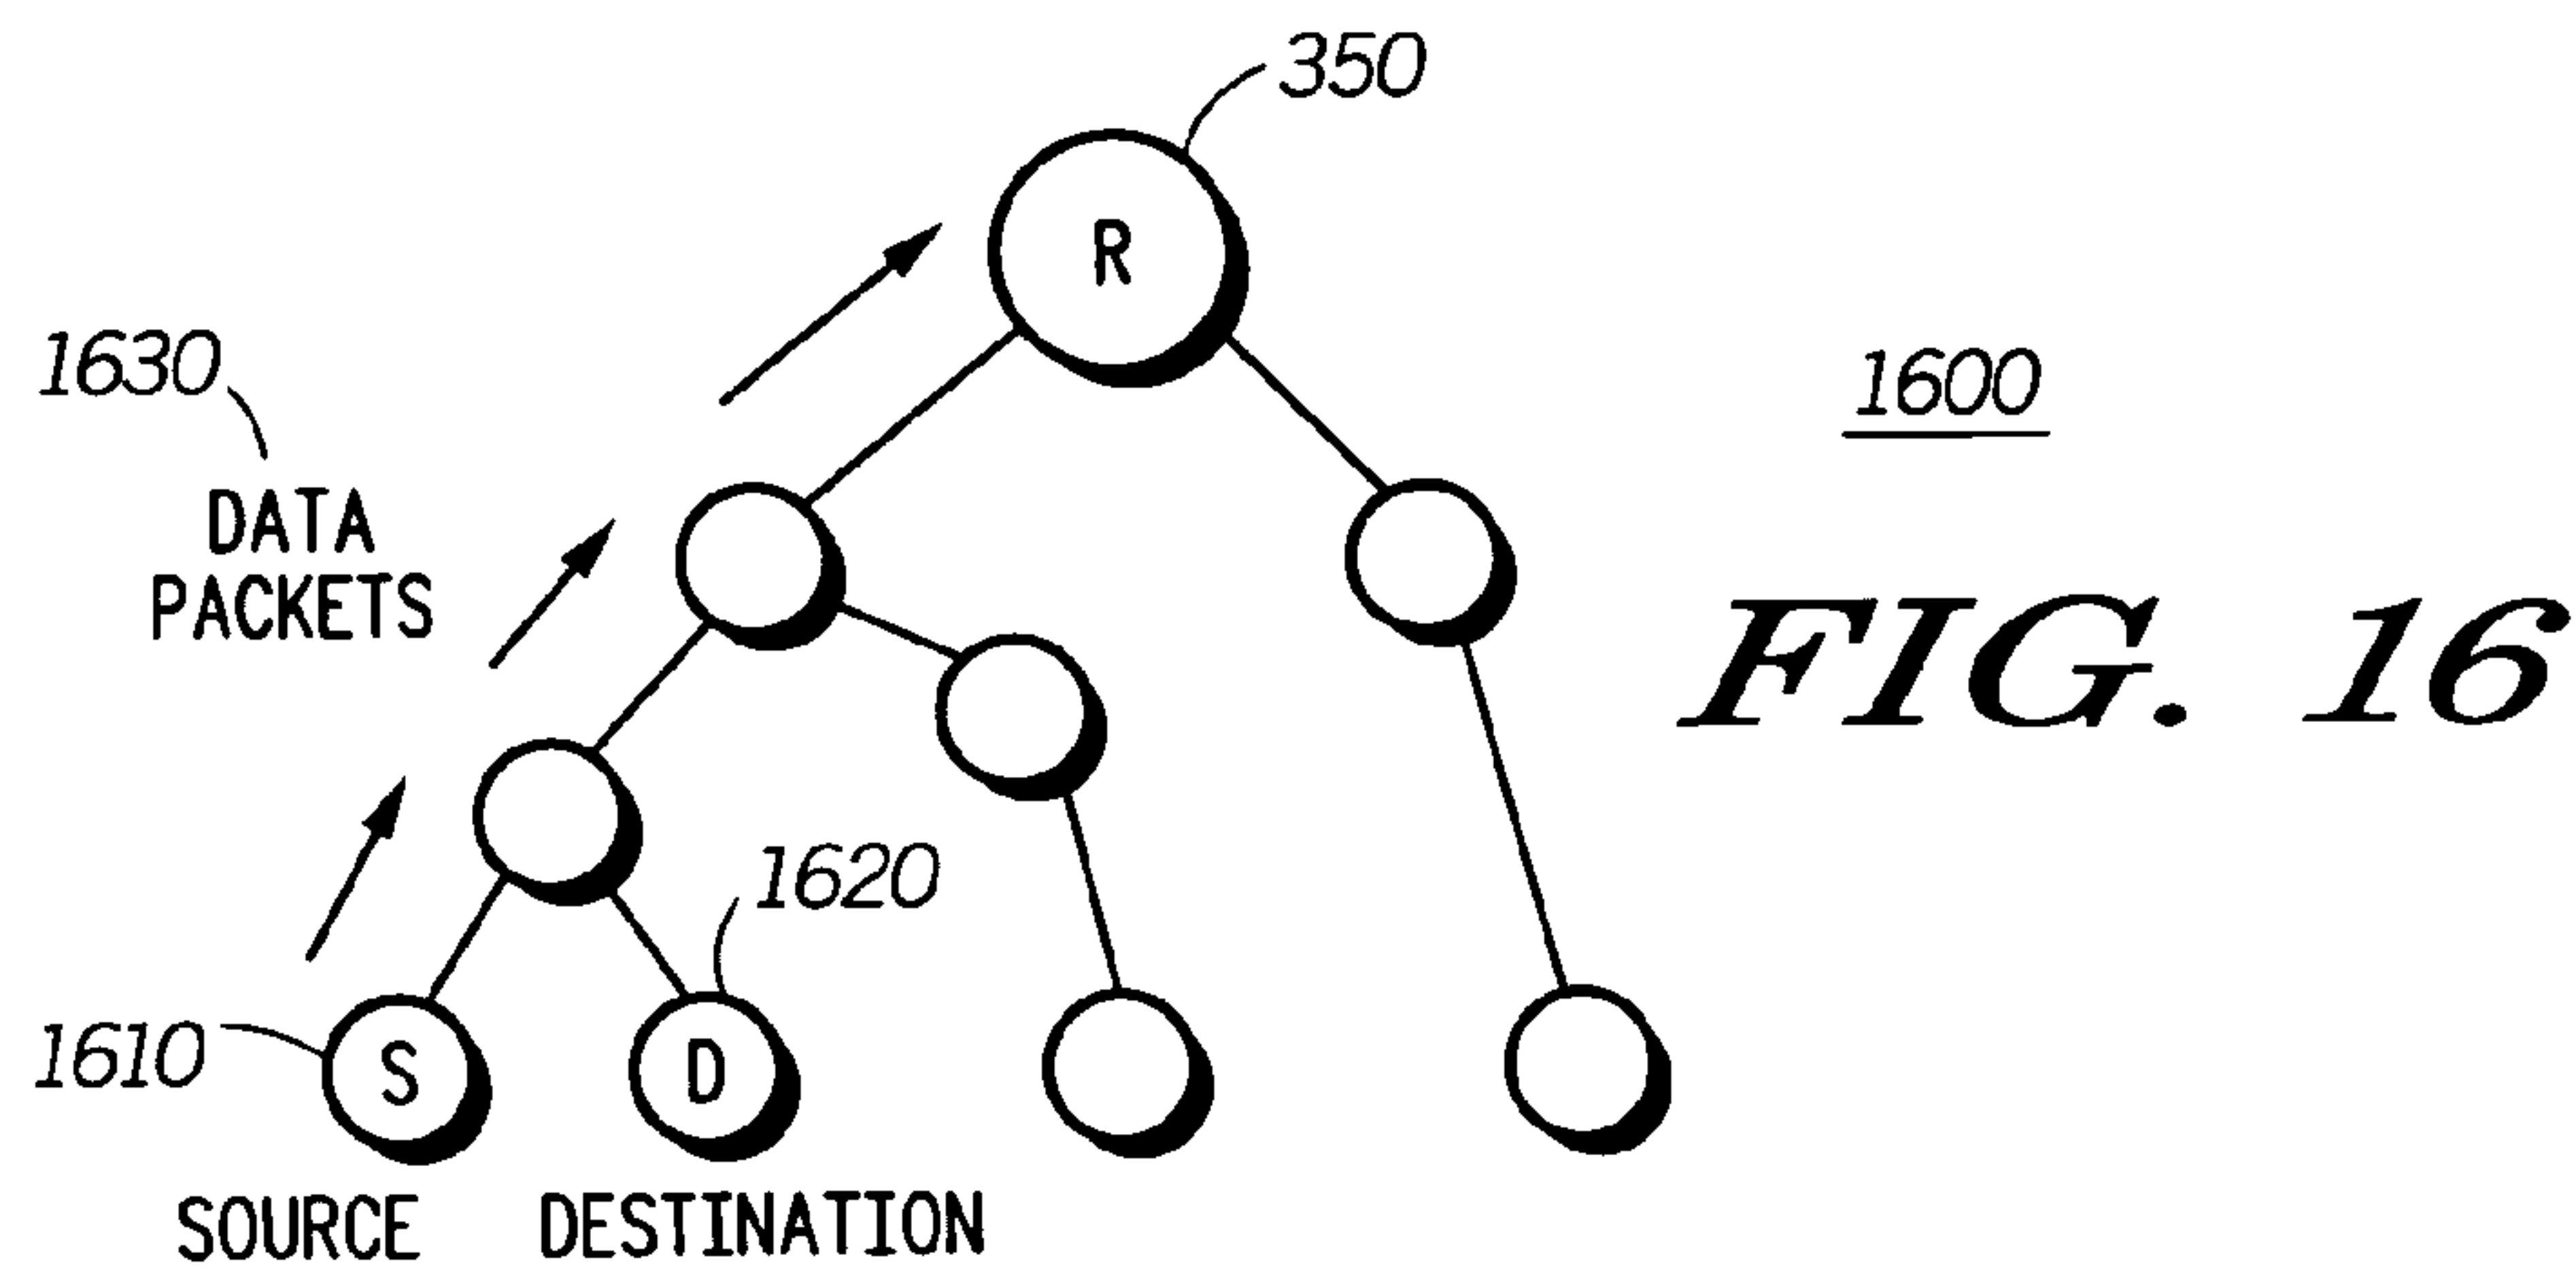 350
R
1630
DATA
PACKETS
1600
FIG. 16
1620
1610
S
D
SOURCE
DESTINATION